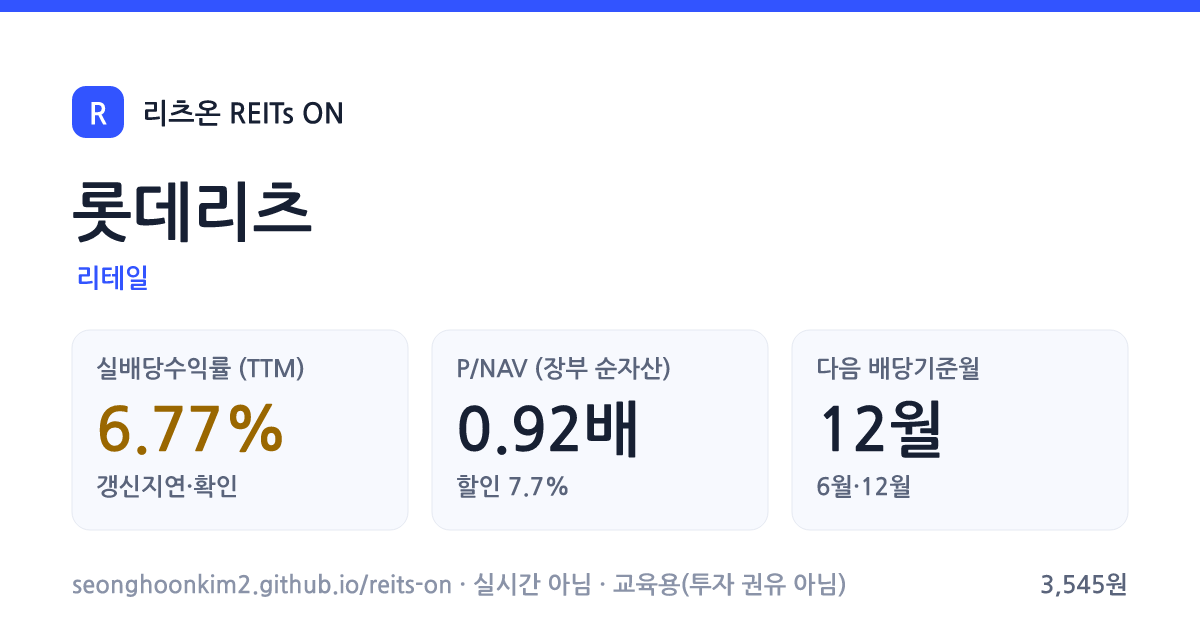 R 리츠온 REITs ON
롯데리츠
리테일
실배당수익률 (TTM)
6.77%
갱신지연·확인
P/NAV (장부 순자산)
0.92배
할인 7.7%
다음 배당기준월
12월
6월·12월
seonghoonkim2.github.io/reits-on · 실시간 아님 · 교육용(투자 권유 아님)
3,545원